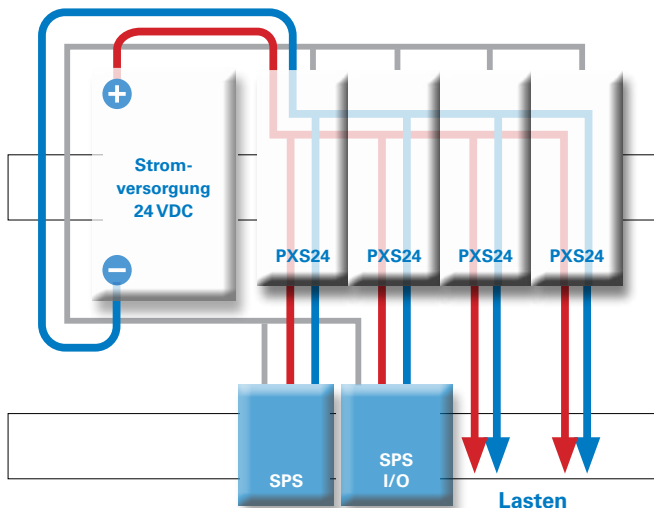 +
Strom-
versorgung
24 VDC
−
PXS24
PXS24
PXS24
PXS24
SPS
SPS
I/O
Lasten